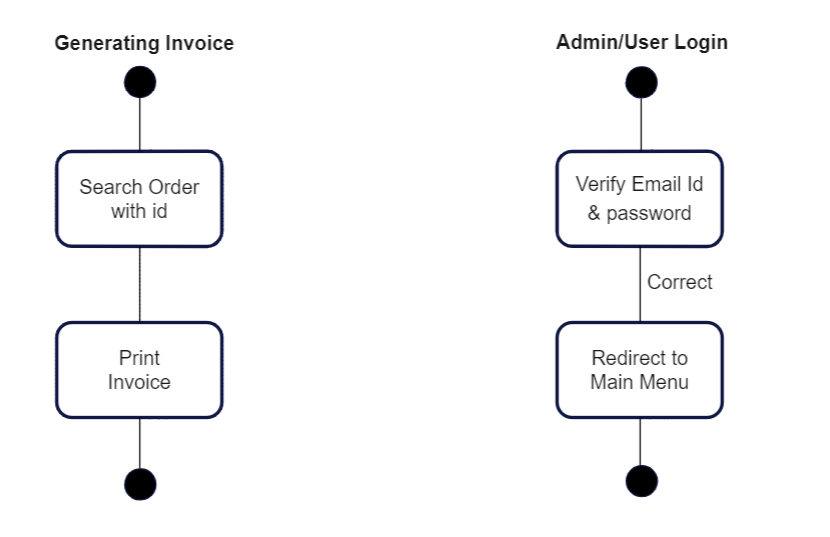 Generating Invoice
Search Order
with id
Print
Invoice
Admin/User Login
Verify Email Id
& password
Correct
Redirect to
Main Menu